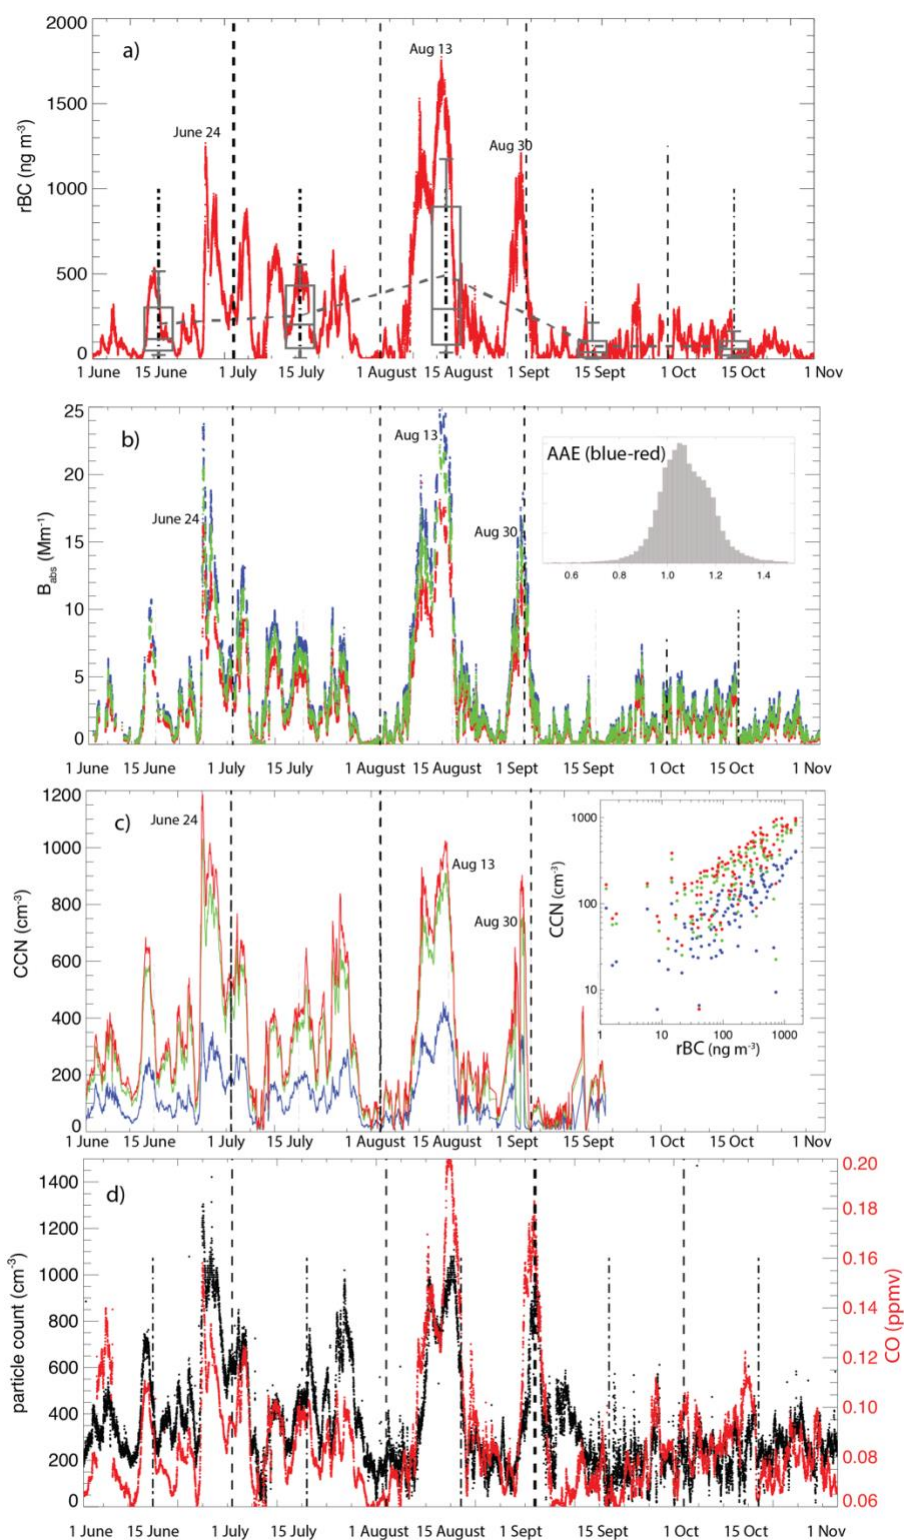 a)
2000
1500
1000
500
0
rBC (ng m⁻³)
June 24
Aug 13
Aug 30
1 June 15 June 1 July 15 July 1 August 15 August 1 Sept 15 Sept 1 Oct 15 Oct 1 Nov
b)
25
20
15
10
5
0
Babs (Mm⁻¹)
June 24
Aug 13
Aug 30
AAE (blue-red)
0.6 0.8 1.0 1.2 1.4
1 June 15 June 1 July 15 July 1 August 15 August 1 Sept 15 Sept 1 Oct 15 Oct 1 Nov
c)
1200
1000
800
600
400
200
0
CCN (cm⁻³)
June 24
Aug 13
Aug 30
1000
100
10
CCN (cm⁻³)
1 10 100 1000
rBC (ng m⁻³)
1 June 15 June 1 July 15 July 1 August 15 August 1 Sept 15 Sept 1 Oct 15 Oct 1 Nov
d)
1400
1200
1000
800
600
400
200
0
particle count (cm⁻³)
0.20
0.18
0.16
0.14
0.12
0.10
0.08
0.06
CO (ppmv)
1 June 15 June 1 July 15 July 1 August 15 August 1 Sept 15 Sept 1 Oct 15 Oct 1 Nov